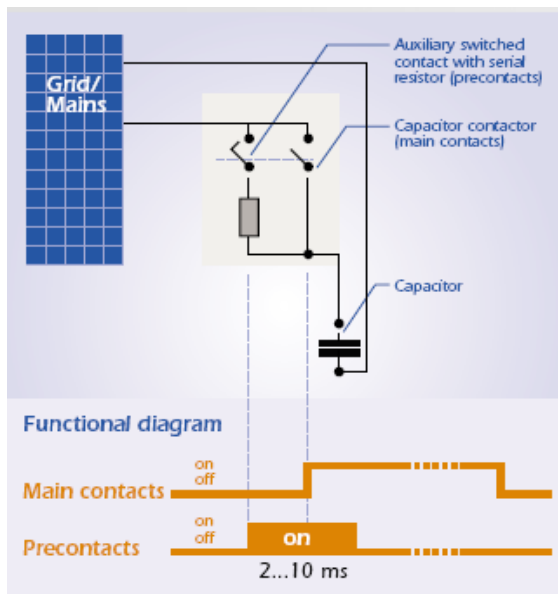 Grid/
Mains
Auxiliary switched
contact with serial
resistor (precontacts)
Capacitor contactor
(main contacts)
Capacitor
Functional diagram
on
off
Main contacts
on
off
Precontacts
on
2...10 ms